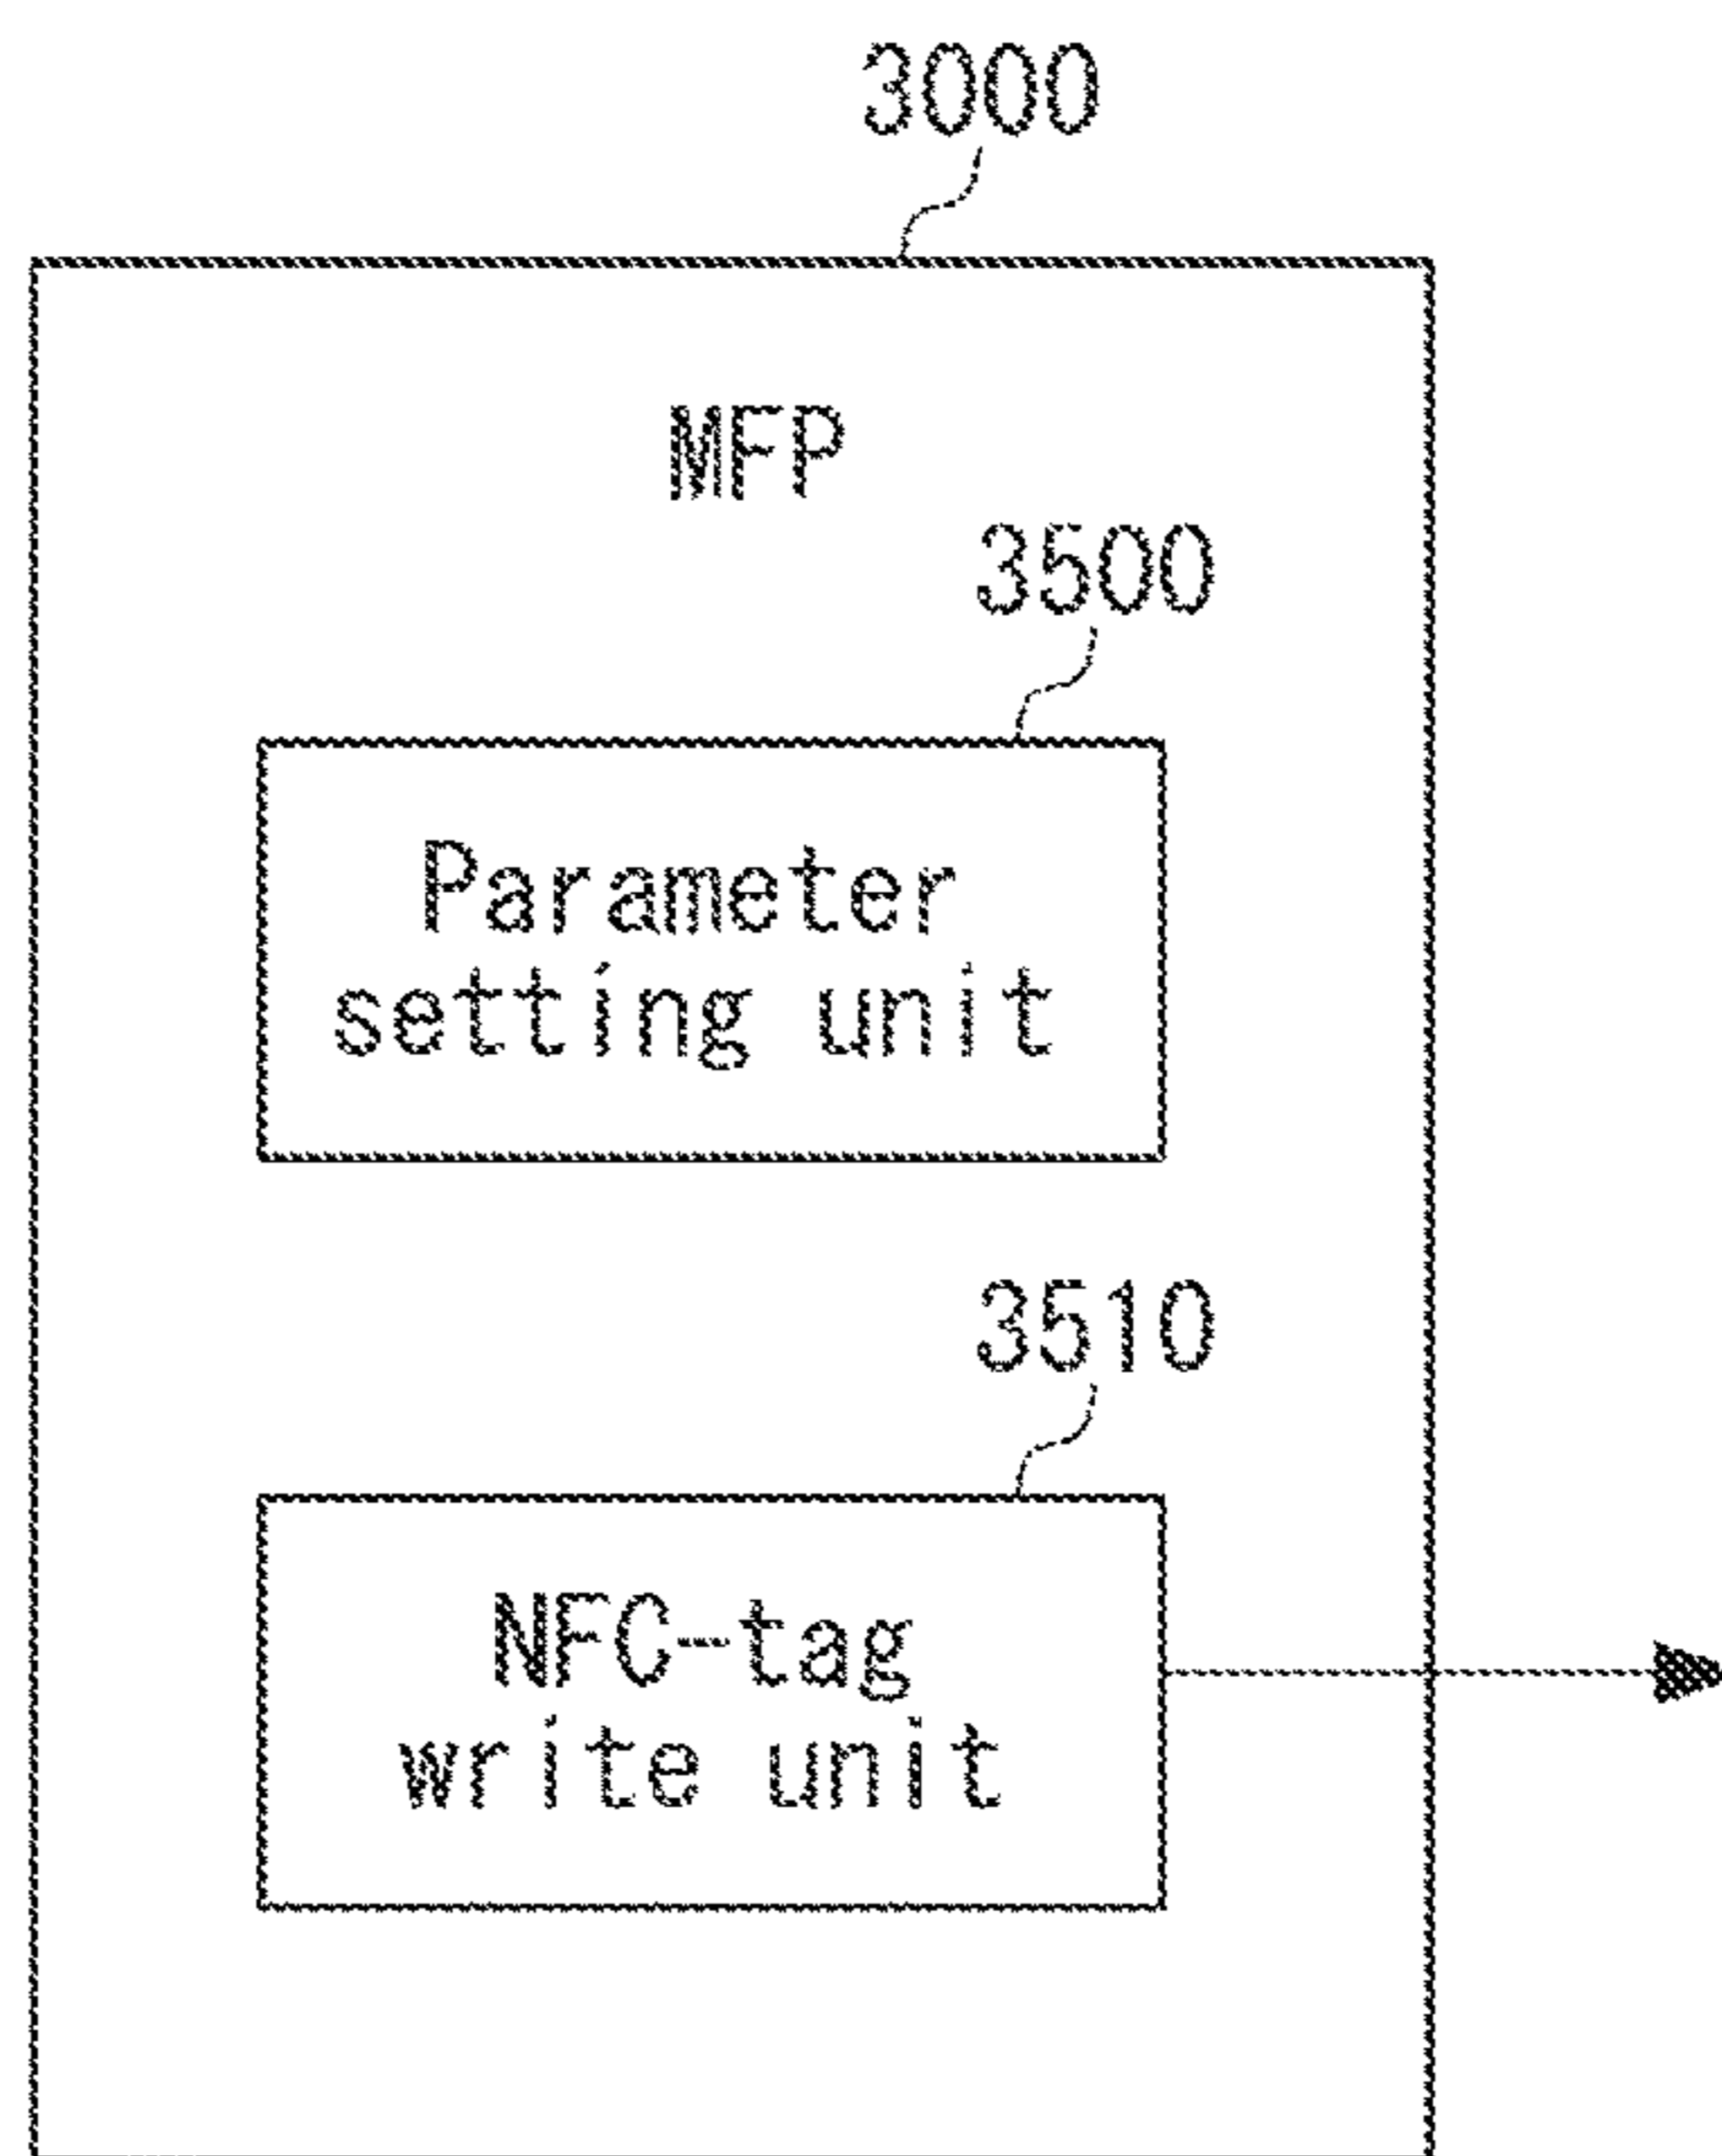 3000
MFP
3500
Parameter
setting unit
3510
NFC-tag
write unit